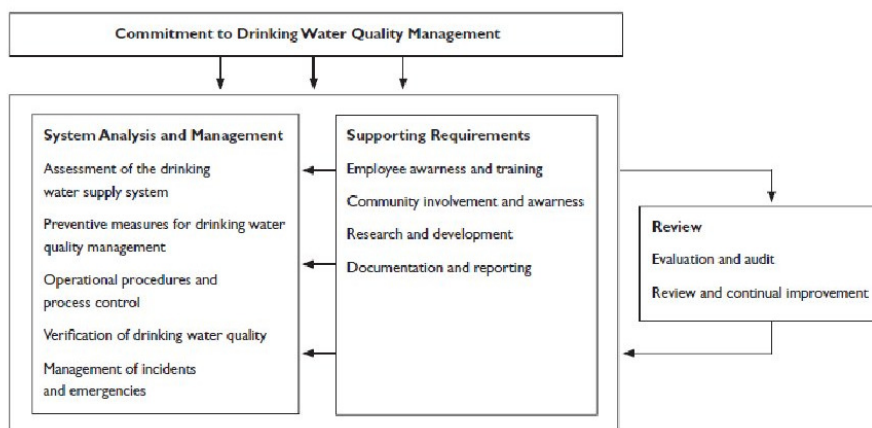 Commitment to Drinking Water Quality Management
System Analysis and Management
Assessment of the drinking
water supply system
Preventive measures for drinking water
quality management
Operational procedures and
process control
Verification of drinking water quality
Management of incidents
and emergencies
Supporting Requirements
Employee awarness and training
Community involvement and awarness
Research and development
Documentation and reporting
Review
Evaluation and audit
Review and continual improvement